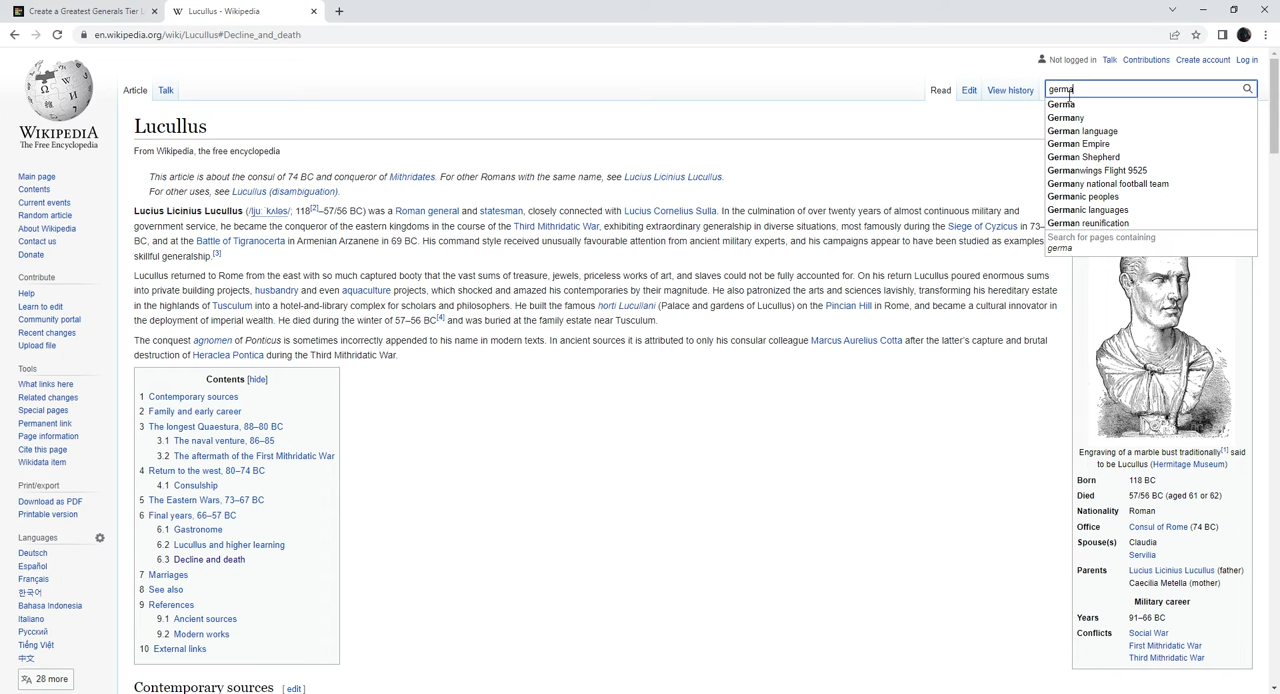 Create a Greatest Generals Tier L
Lucullus - Wikipedia
en.wikipedia.org/wiki/Lucullus#Decline_and_death
Not logged in Talk Contributions Create account Log in
Article Talk Read Edit View history
germa
Germa
Germany
German language
German Empire
German Shepherd
Germanwings Flight 9525
Germany national football team
Germanic peoples
Germanic languages
German reunification
Search for pages containing
germa
WIKIPEDIA
The Free Encyclopedia
Main page
Contents
Current events
Random article
About Wikipedia
Contact us
Donate
Contribute
Help
Learn to edit
Community portal
Recent changes
Upload file
Tools
What links here
Related changes
Special pages
Permanent link
Page information
Cite this page
Wikidata item
Print/export
Download as PDF
Printable version
Languages
Deutsch
Español
Français
한국어
Bahasa Indonesia
Italiano
Русский
Tiếng Việt
中文
28 more
Lucullus
From Wikipedia, the free encyclopedia
This article is about the consul of 74 BC and conqueror of Mithridates. For other Romans with the same name, see Lucius Licinius Lucullus.
For other uses, see Lucullus (disambiguation).
Lucius Licinius Lucullus (/ljuːˈkʌləs/; 118[2]–57/56 BC) was a Roman general and statesman, closely connected with Lucius Cornelius Sulla. In the culmination of over twenty years of almost continuous military and
government service, he became the conqueror of the eastern kingdoms in the course of the Third Mithridatic War, exhibiting extraordinary generalship in diverse situations, most famously during the Siege of Cyzicus in 73–
BC, and at the Battle of Tigranocerta in Armenian Arzanene in 69 BC. His command style received unusually favourable attention from ancient military experts, and his campaigns appear to have been studied as examples
skillful generalship.[3]
Lucullus returned to Rome from the east with so much captured booty that the vast sums of treasure, jewels, priceless works of art, and slaves could not be fully accounted for. On his return Lucullus poured enormous sums
into private building projects, husbandry and even aquaculture projects, which shocked and amazed his contemporaries by their magnitude. He also patronized the arts and sciences lavishly, transforming his hereditary estate
in the highlands of Tusculum into a hotel-and-library complex for scholars and philosophers. He built the famous horti Lucullani (Palace and gardens of Lucullus) on the Pincian Hill in Rome, and became a cultural innovator in
the deployment of imperial wealth. He died during the winter of 57–56 BC[4] and was buried at the family estate near Tusculum.
The conquest agnomen of Ponticus is sometimes incorrectly appended to his name in modern texts. In ancient sources it is attributed to only his consular colleague Marcus Aurelius Cotta after the latter's capture and brutal
destruction of Heraclea Pontica during the Third Mithridatic War.
Contents [hide]
1 Contemporary sources
2 Family and early career
3 The longest Quaestura, 88–80 BC
3.1 The naval venture, 86–85
3.2 The aftermath of the First Mithridatic War
4 Return to the west, 80–74 BC
4.1 Consulship
5 The Eastern Wars, 73–67 BC
6 Final years, 66–57 BC
6.1 Gastronome
6.2 Lucullus and higher learning
6.3 Decline and death
7 Marriages
8 See also
9 References
9.1 Ancient sources
9.2 Modern works
10 External links
Contemporary sources [ edit ]
Engraving of a marble bust traditionally[1] said
to be Lucullus (Hermitage Museum)
Born 118 BC
Died 57/56 BC (aged 61 or 62)
Nationality Roman
Office Consul of Rome (74 BC)
Spouse(s) Claudia
Servilia
Parents Lucius Licinius Lucullus (father)
Caecilia Metella (mother)
Military career
Years 91–66 BC
Conflicts Social War
First Mithridatic War
Third Mithridatic War